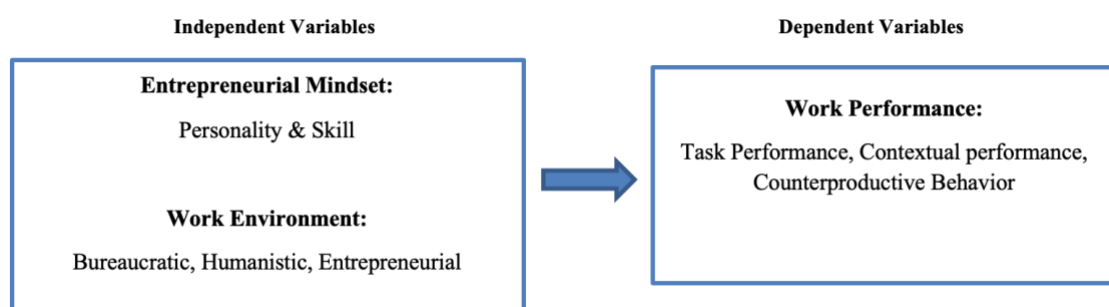 Independent Variables
Dependent Variables
Entrepreneurial Mindset:
Personality & Skill
Work Environment:
Bureaucratic, Humanistic, Entrepreneurial
Work Performance:
Task Performance, Contextual performance,
Counterproductive Behavior